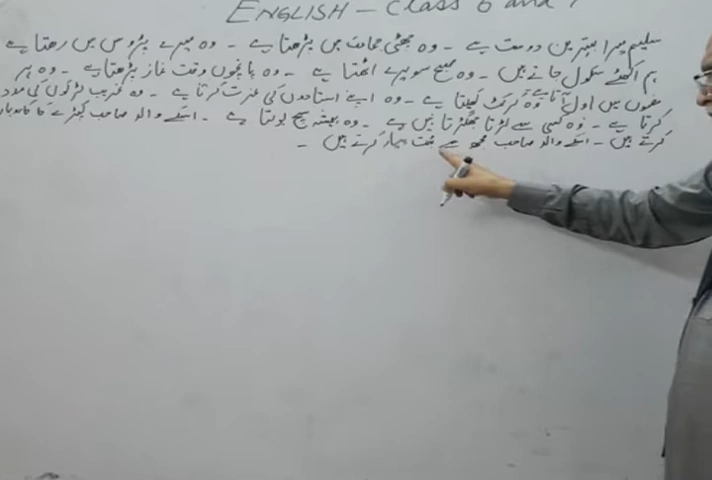 ENGLISH - Class 6 and 7
سلیم میرا بہترین دوست ہے ۔ وہ چھٹی جماعت میں پڑھتا ہے ۔ وہ میرے پڑوس میں رہتا ہے
ہم اکٹھے سکول جاتے ہیں ۔ وہ صبح سویرے اٹھتا ہے ۔ وہ پانچوں وقت نماز پڑھتا ہے ۔ وہ ہر
میں اول آتا ہے ۔ وہ کرکٹ کھیلتا ہے ۔ وہ اپنے استادوں کی عزت کرتا ہے ۔ وہ غریب لڑکوں کی مدد
کرتا ہے ۔ وہ کسی سے لڑتا جھگڑتا نہیں ہے ۔ وہ ہمیشہ سچ بولتا ہے ۔ اسکے والد صاحب کپڑے کا کاروبار
کرتے ہیں ۔ اسکے والد صاحب مجھ سے بہت پیار کرتے ہیں ۔